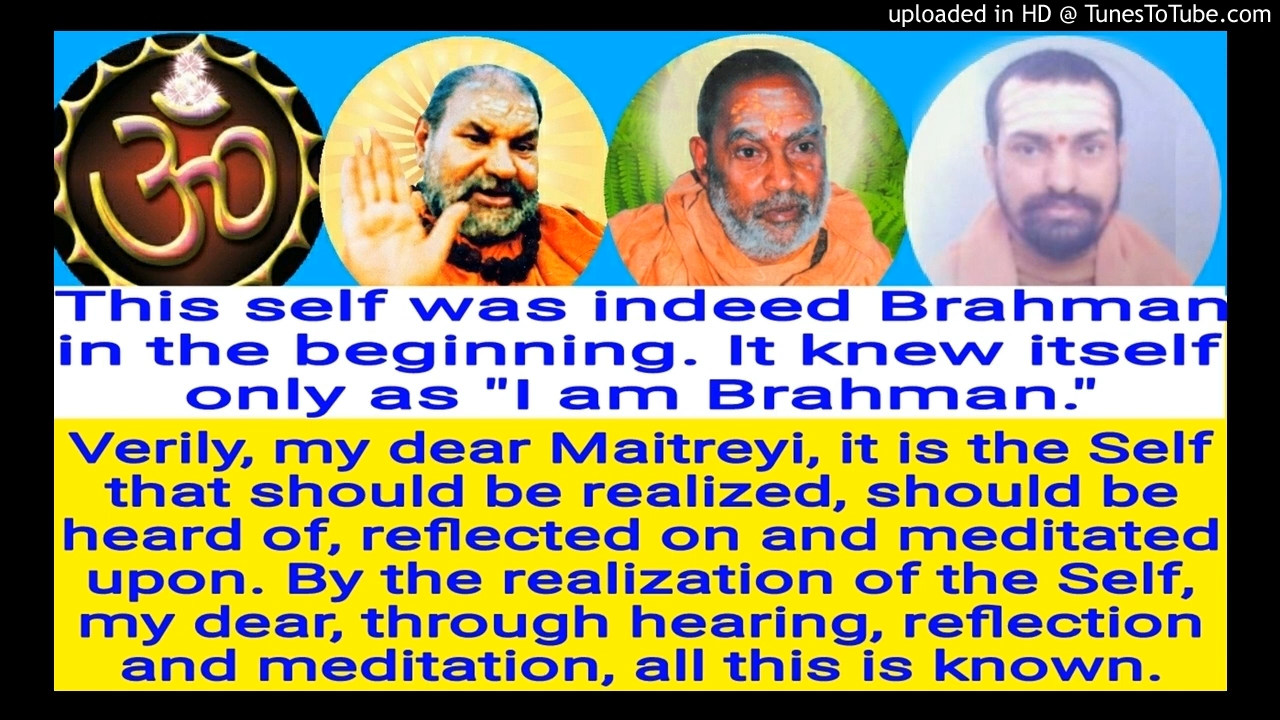 uploaded in HD @ TunesToTube.com
ॐ
This self was indeed Brahman
in the beginning. It knew itself
only as "I am Brahman."
Verily, my dear Maitreyi, it is the Self
that should be realized, should be
heard of, reflected on and meditated
upon. By the realization of the Self,
my dear, through hearing, reflection
and meditation, all this is known.